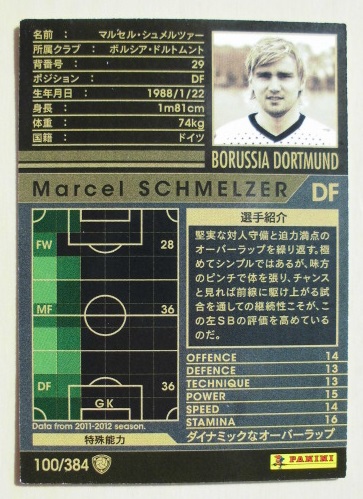 名前 : マルセル・シュメルツァー
所属クラブ : ボルシア・ドルトムント
背番号 : 29
ポジション : DF
生年月日 : 1988/1/22
身長 : 1m81cm
体重 : 74kg
国籍 : ドイツ
BORUSSIA DORTMUND
Marcel SCHMELZER DF
FW 28
MF 36
DF 36
GK
Data from 2011-2012 season.
選手紹介
堅実な対人守備と迫力満点の
オーバーラップを繰り返す。極
めてシンプルではあるが、味方
のピンチで体を張り、チャンス
と見れば前線に駆け上がる試
合を通しての継続性こそが、こ
の左SBの評価を高めている
のだ。
OFFENCE 14
DEFENCE 13
TECHNIQUE 13
POWER 15
SPEED 14
STAMINA 16
特殊能力 ダイナミックなオーバーラップ
100/384
PANINI